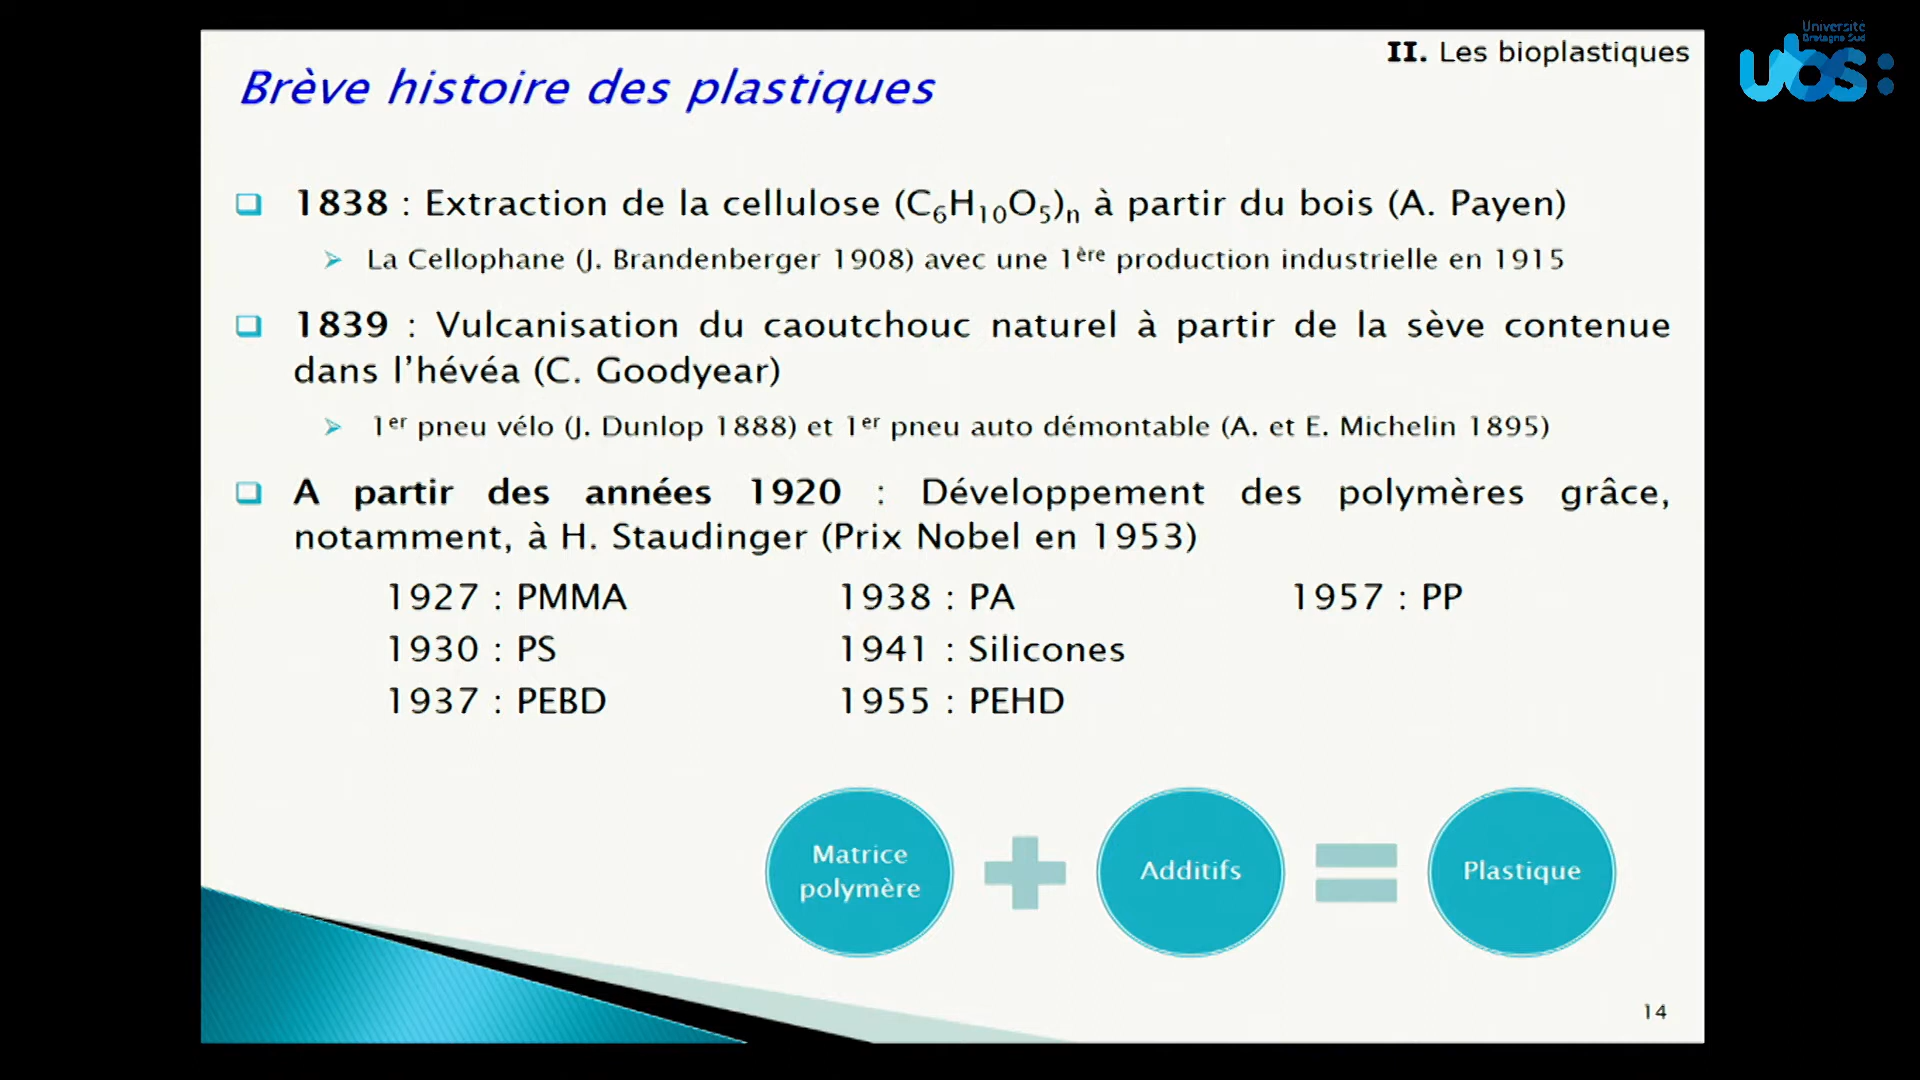 II. Les bioplastiques
Université
Bretagne Sud
ubs:
Brève histoire des plastiques
1838 : Extraction de la cellulose (C₆H₁₀O₅)ₙ à partir du bois (A. Payen)
La Cellophane (J. Brandenberger 1908) avec une 1ère production industrielle en 1915
1839 : Vulcanisation du caoutchouc naturel à partir de la sève contenue
dans l’hévéa (C. Goodyear)
1er pneu vélo (J. Dunlop 1888) et 1er pneu auto démontable (A. et E. Michelin 1895)
A partir des années 1920 : Développement des polymères grâce,
notamment, à H. Staudinger (Prix Nobel en 1953)
1927 : PMMA 1938 : PA 1957 : PP
1930 : PS 1941 : Silicones
1937 : PEBD 1955 : PEHD
Matrice
polymère
Additifs
Plastique
14